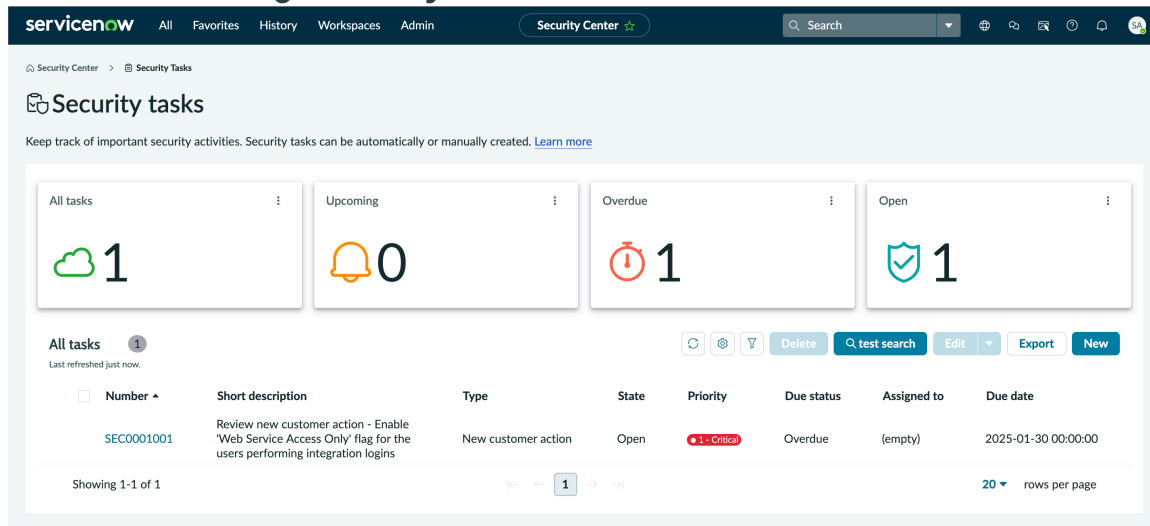 servicenow All Favorites History Workspaces Admin Security Center Search SA
Security Center > Security Tasks
Security tasks
Keep track of important security activities. Security tasks can be automatically or manually created. Learn more
All tasks Upcoming Overdue Open
1 0 1 1
All tasks 1 Delete test search Edit Export New
Last refreshed just now.
Number Short description Type State Priority Due status Assigned to Due date
SEC0001001 Review new customer action - Enable 'Web Service Access Only' flag for the users performing integration logins New customer action Open 1 - Critical Overdue (empty) 2025-01-30 00:00:00
Showing 1-1 of 1 1 20 rows per page